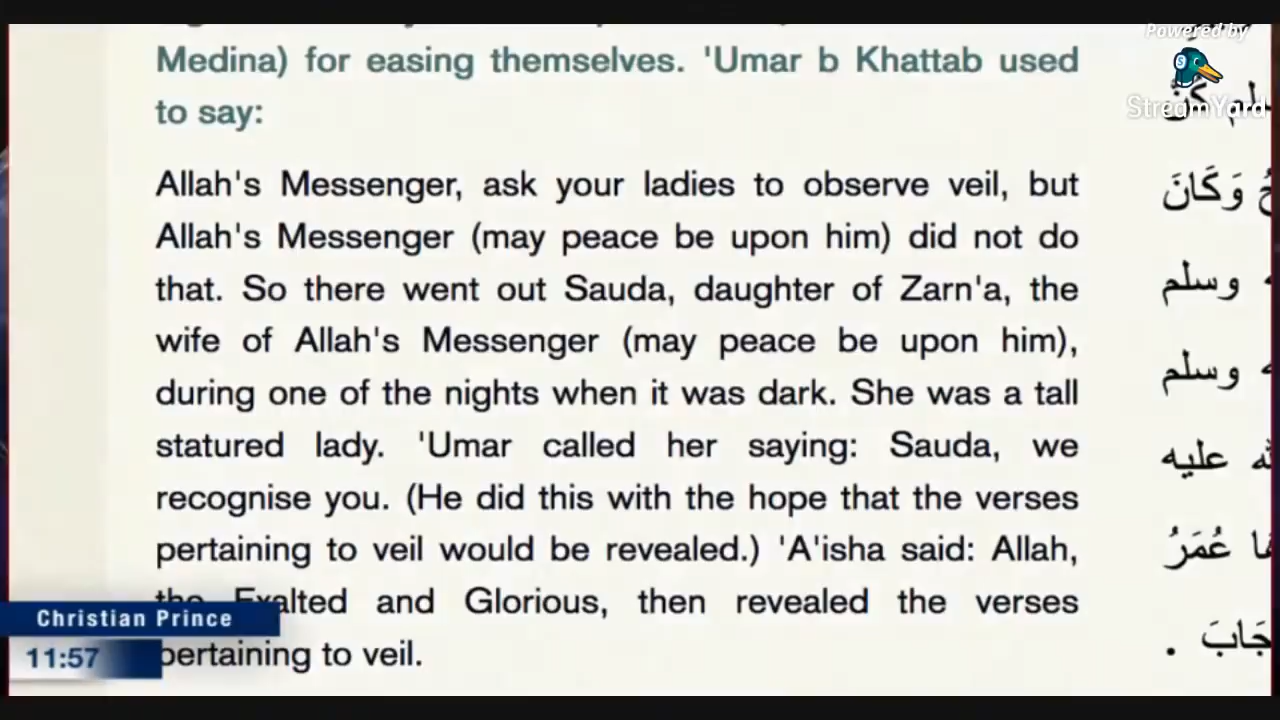 Powered by
StreamYard
Medina) for easing themselves. 'Umar b Khattab used
to say:
Allah's Messenger, ask your ladies to observe veil, but
Allah's Messenger (may peace be upon him) did not do
that. So there went out Sauda, daughter of Zarn'a, the
wife of Allah's Messenger (may peace be upon him),
during one of the nights when it was dark. She was a tall
statured lady. 'Umar called her saying: Sauda, we
recognise you. (He did this with the hope that the verses
pertaining to veil would be revealed.) 'A'isha said: Allah,
the Exalted and Glorious, then revealed the verses
pertaining to veil.
وَكَانَ
وسلم
وسلم
عليه
عُمَرُ
Christian Prince
11:57